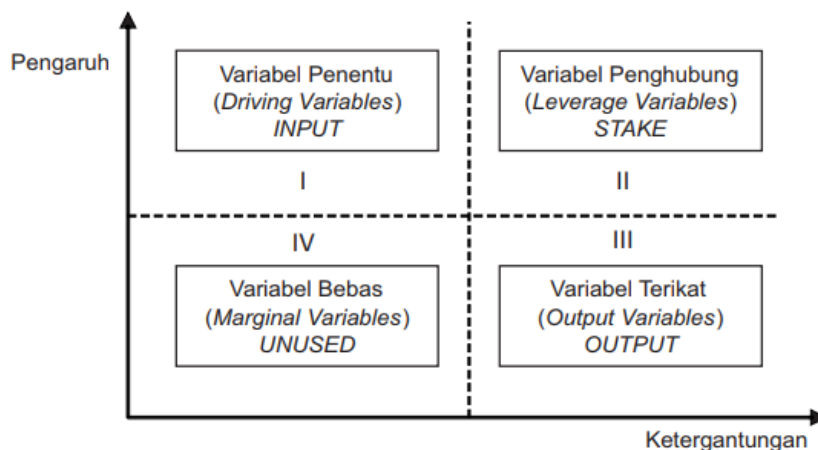 Pengaruh
Variabel Penentu
(Driving Variables)
INPUT
I
Variabel Penghubung
(Leverage Variables)
STAKE
II
IV
Variabel Bebas
(Marginal Variables)
UNUSED
III
Variabel Terikat
(Output Variables)
OUTPUT
Ketergantungan